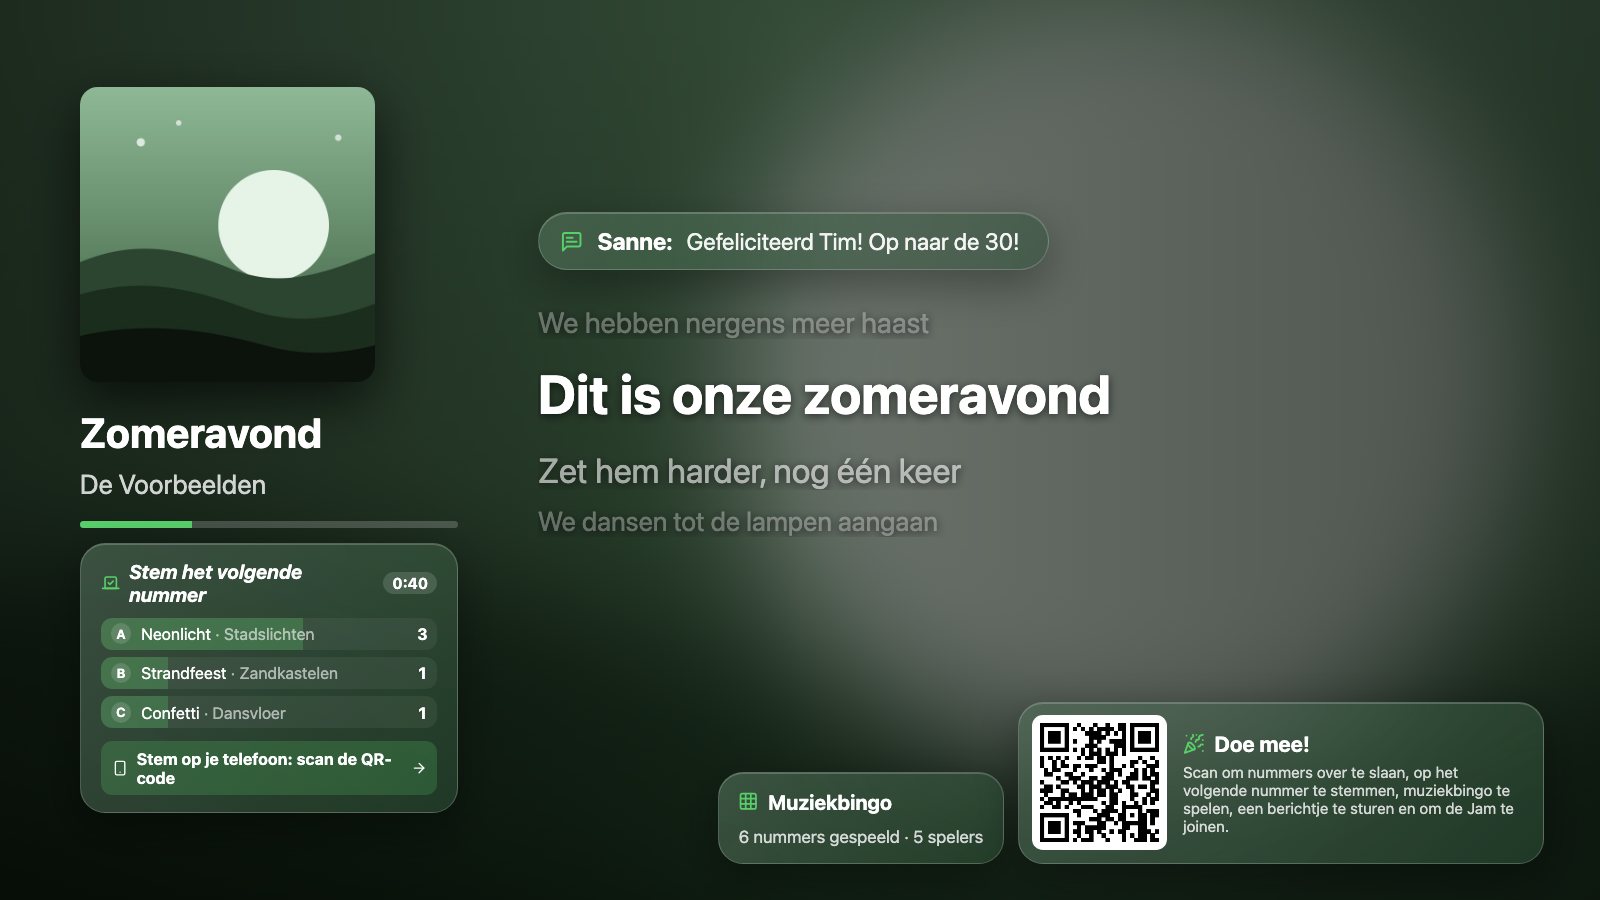 Zomeravond
De Voorbeelden
Stem het volgende
nummer
0:40
A Neonlicht · Stadslichten 3
B Strandfeest · Zandkastelen 1
C Confetti · Dansvloer 1
Stem op je telefoon: scan de QR-
code
Sanne: Gefeliciteerd Tim! Op naar de 30!
We hebben nergens meer haast
Dit is onze zomeravond
Zet hem harder, nog één keer
We dansen tot de lampen aangaan
Muziekbingo
6 nummers gespeeld · 5 spelers
Doe mee!
Scan om nummers over te slaan, op het
volgende nummer te stemmen, muziekbingo te
spelen, een berichtje te sturen en om de Jam te
joinen.